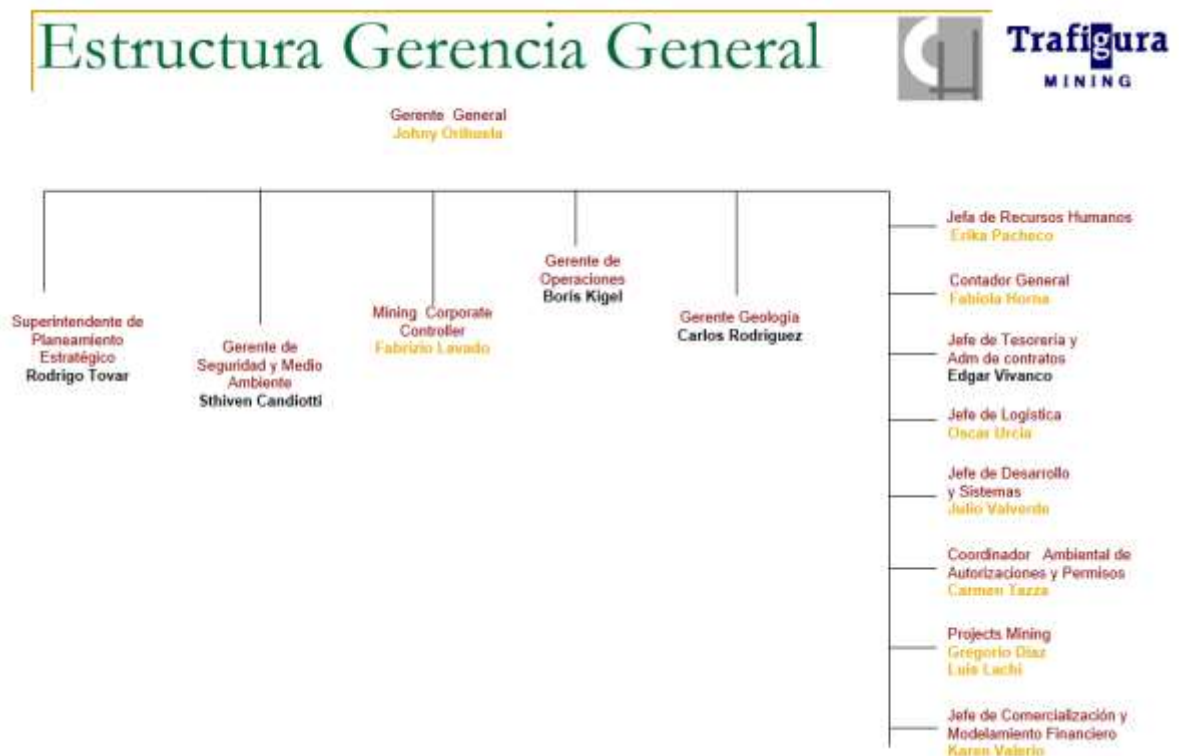 Estructura Gerencia General
Trafigura
MINING
Gerente General
Johny Orihuela
Superintendente de
Planeamiento
Estratégico
Rodrigo Tovar
Gerente de
Seguridad y Medio
Ambiente
Sthiven Candiotti
Mining Corporate
Controller
Fabrizio Lavado
Gerente de
Operaciones
Boris Kigel
Gerente Geología
Carlos Rodriguez
Jefa de Recursos Humanos
Erika Pacheco
Contador General
Fabiola Horna
Jefe de Tesorería y
Adm de contratos
Edgar Vivanco
Jefe de Logística
Oscar Urcia
Jefe de Desarrollo
y Sistemas
Julio Valverde
Coordinador Ambiental de
Autorizaciones y Permisos
Carmen Tazza
Projects Mining
Gregorio Diaz
Luis Lachi
Jefe de Comercialización y
Modelamiento Financiero
Karen Valerio